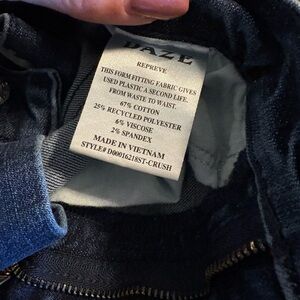 DAZE
REPREVE
THIS FORM FITTING FABRIC GIVES
USED PLASTIC A SECOND LIFE.
FROM WASTE TO WAIST.
67% COTTON
25% RECYCLED POLYESTER
6% VISCOSE
2% SPANDEX
MADE IN VIETNAM
STYLE# D00016218ST-CRUSH